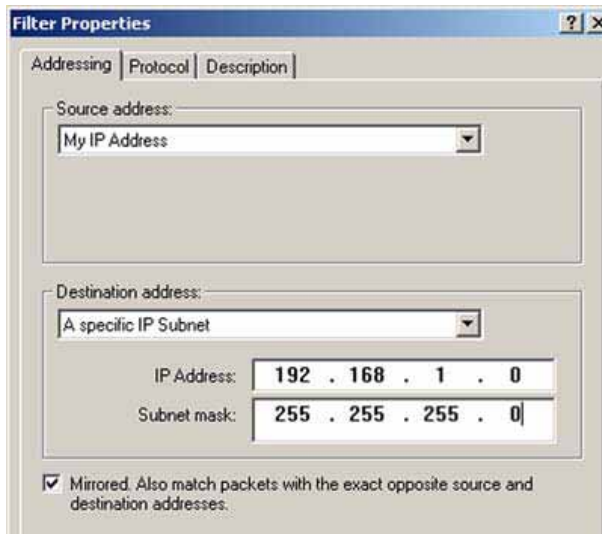 Filter Properties
Addressing Protocol Description
Source address:
My IP Address
Destination address:
A specific IP Subnet
IP Address: 192 . 168 . 1 . 0
Subnet mask: 255 . 255 . 255 . 0
Mirrored. Also match packets with the exact opposite source and
destination addresses.